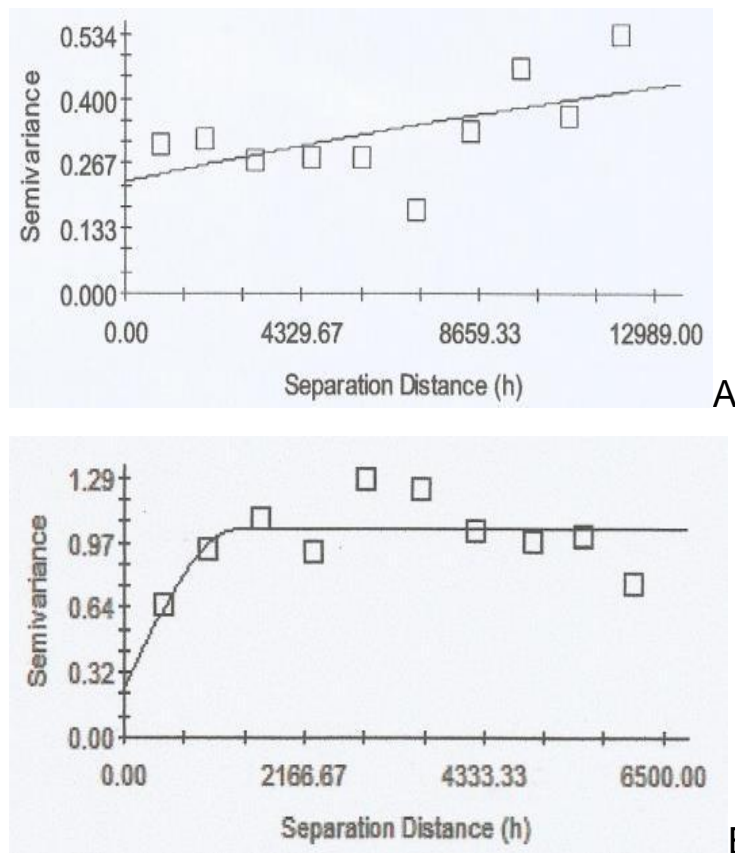 0.534
0.400
0.267
0.133
0.000
Semivariance
0.00 4329.67 8659.33 12989.00
Separation Distance (h)
A
1.29
0.97
0.64
0.32
0.00
Semivariance
0.00 2166.67 4333.33 6500.00
Separation Distance (h)